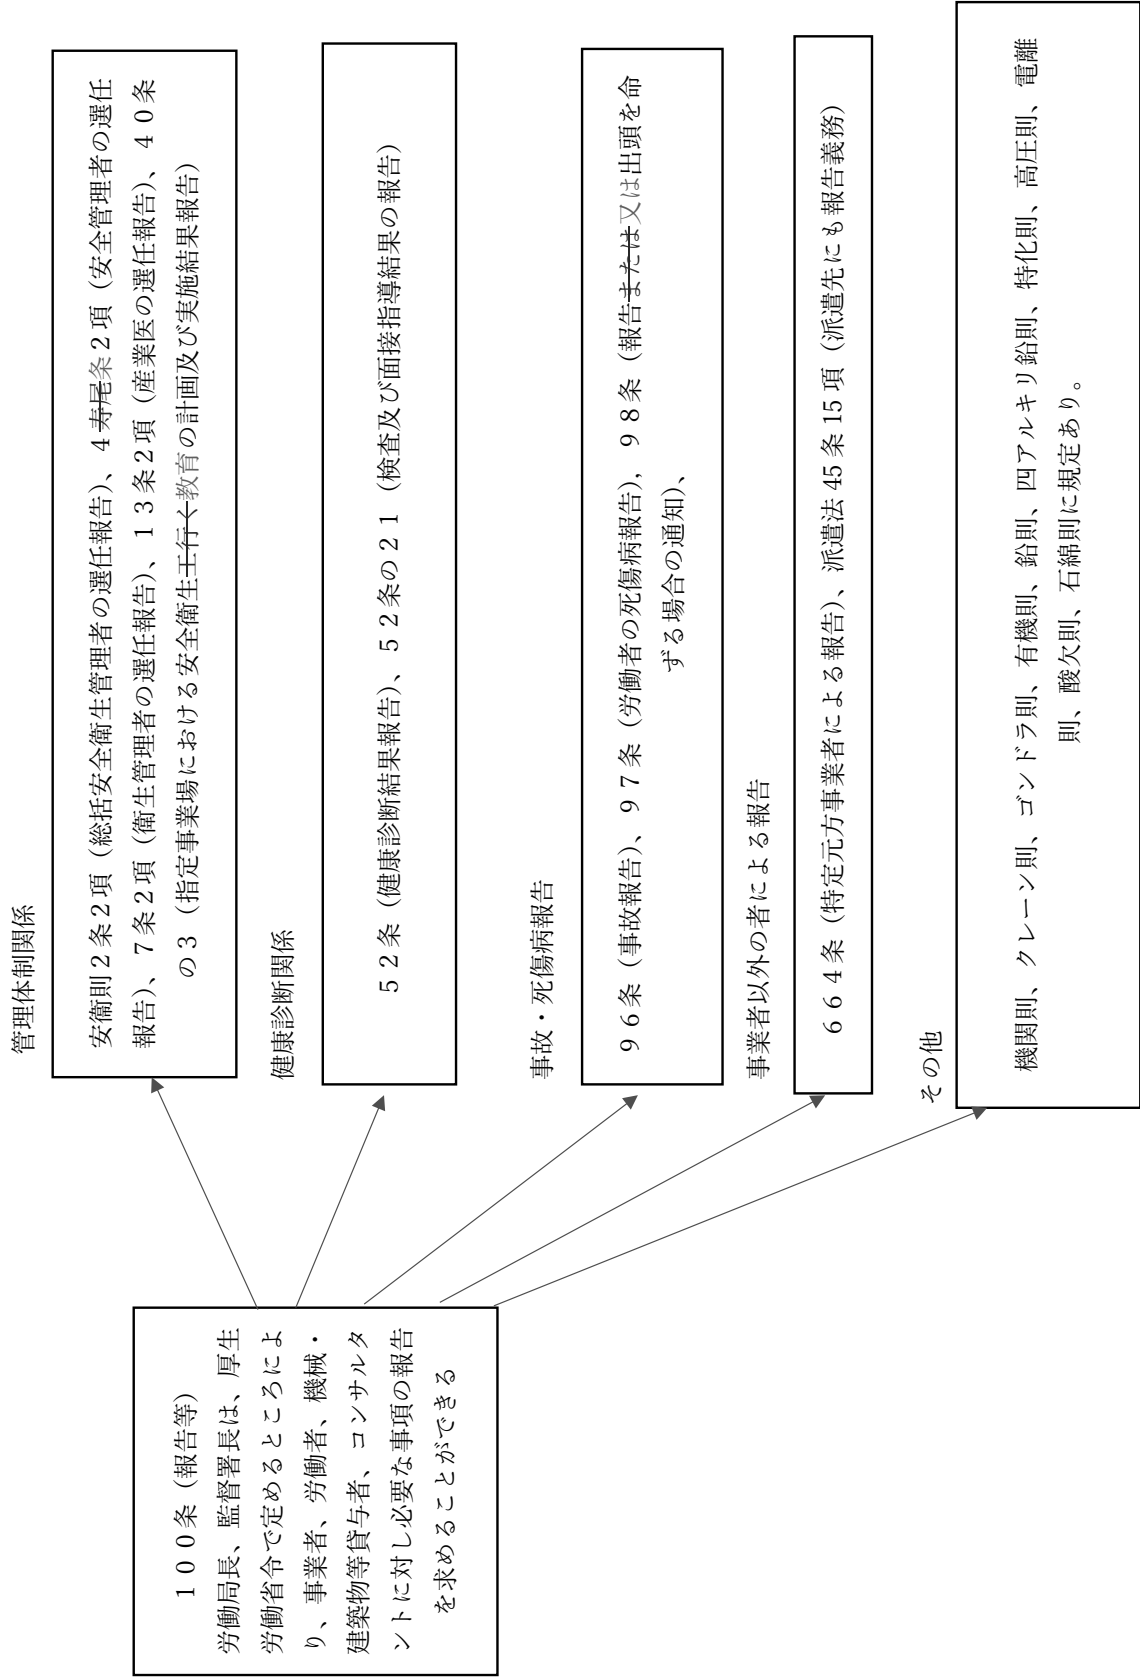 管理体制関係
安衞則２条２項（総括安全衛生管理者の選任報告）、４寿尾条２項（安全管理者の選任
報告）、７条２項（衛生管理者の選任報告）、１３条２項（産業医の選任報告）、４０条
の３（指定事業場における安全衛生王行く教育の計画及び実施結果報告）
健康診断関係
５２条（健康診断結果報告）、５２条の２１（検査及び面接指導結果の報告）
事故・死傷病報告
９６条（事故報告）、９７条（労働者の死傷病報告），９８条（報告または又は出頭を命
ずる場合の通知）、
事業者以外の者による報告
６６４条（特定元方事業者による報告）、派遣法 45 条 15 項（派遣先にも報告義務）
その他
機関則、クレーン則、ゴンドラ則、有機則、鉛則、四アルキリ鉛則、特化則、高圧則、電離
則、酸欠則、石綿則に規定あり。
１００条（報告等）
労働局長、監督署長は、厚生
労働省令で定めるところによ
り、事業者、労働者、機械・
建築物等貸与者、コンサルタ
ントに対し必要な事項の報告
を求めることができる